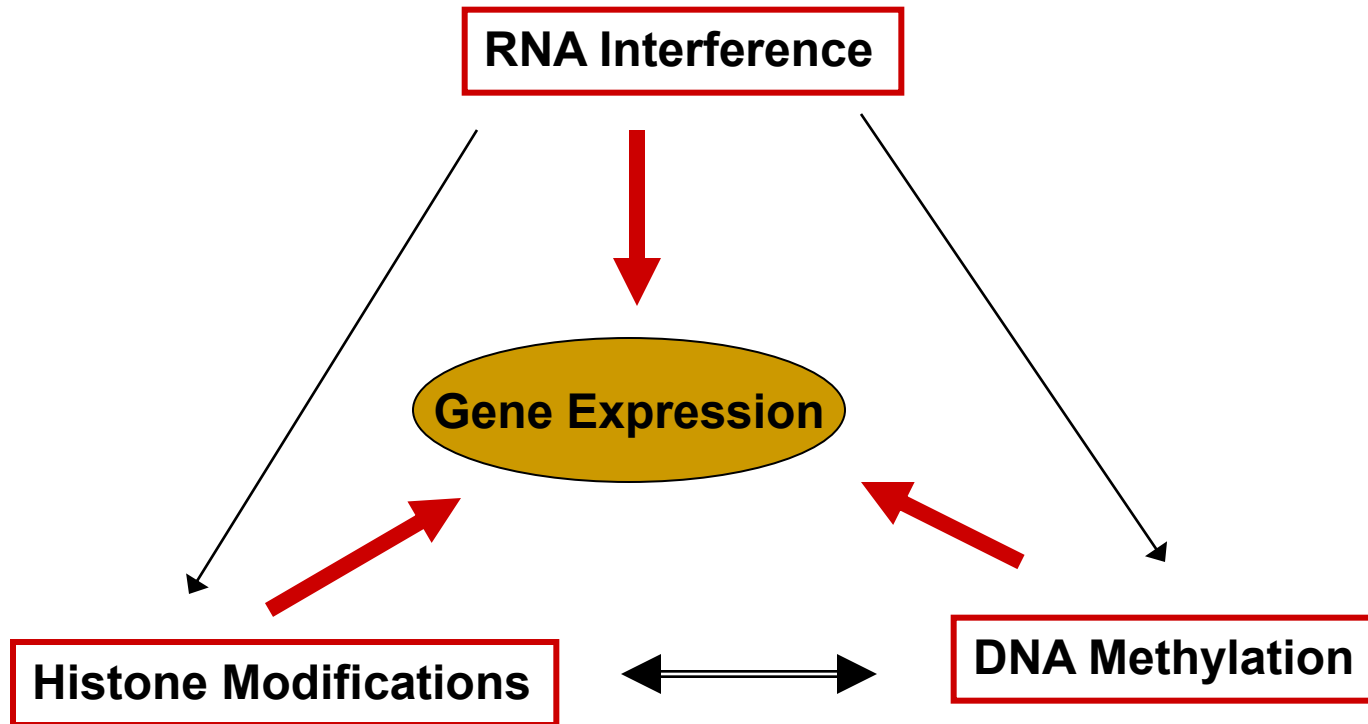 RNA Interference
Gene Expression
Histone Modifications
DNA Methylation